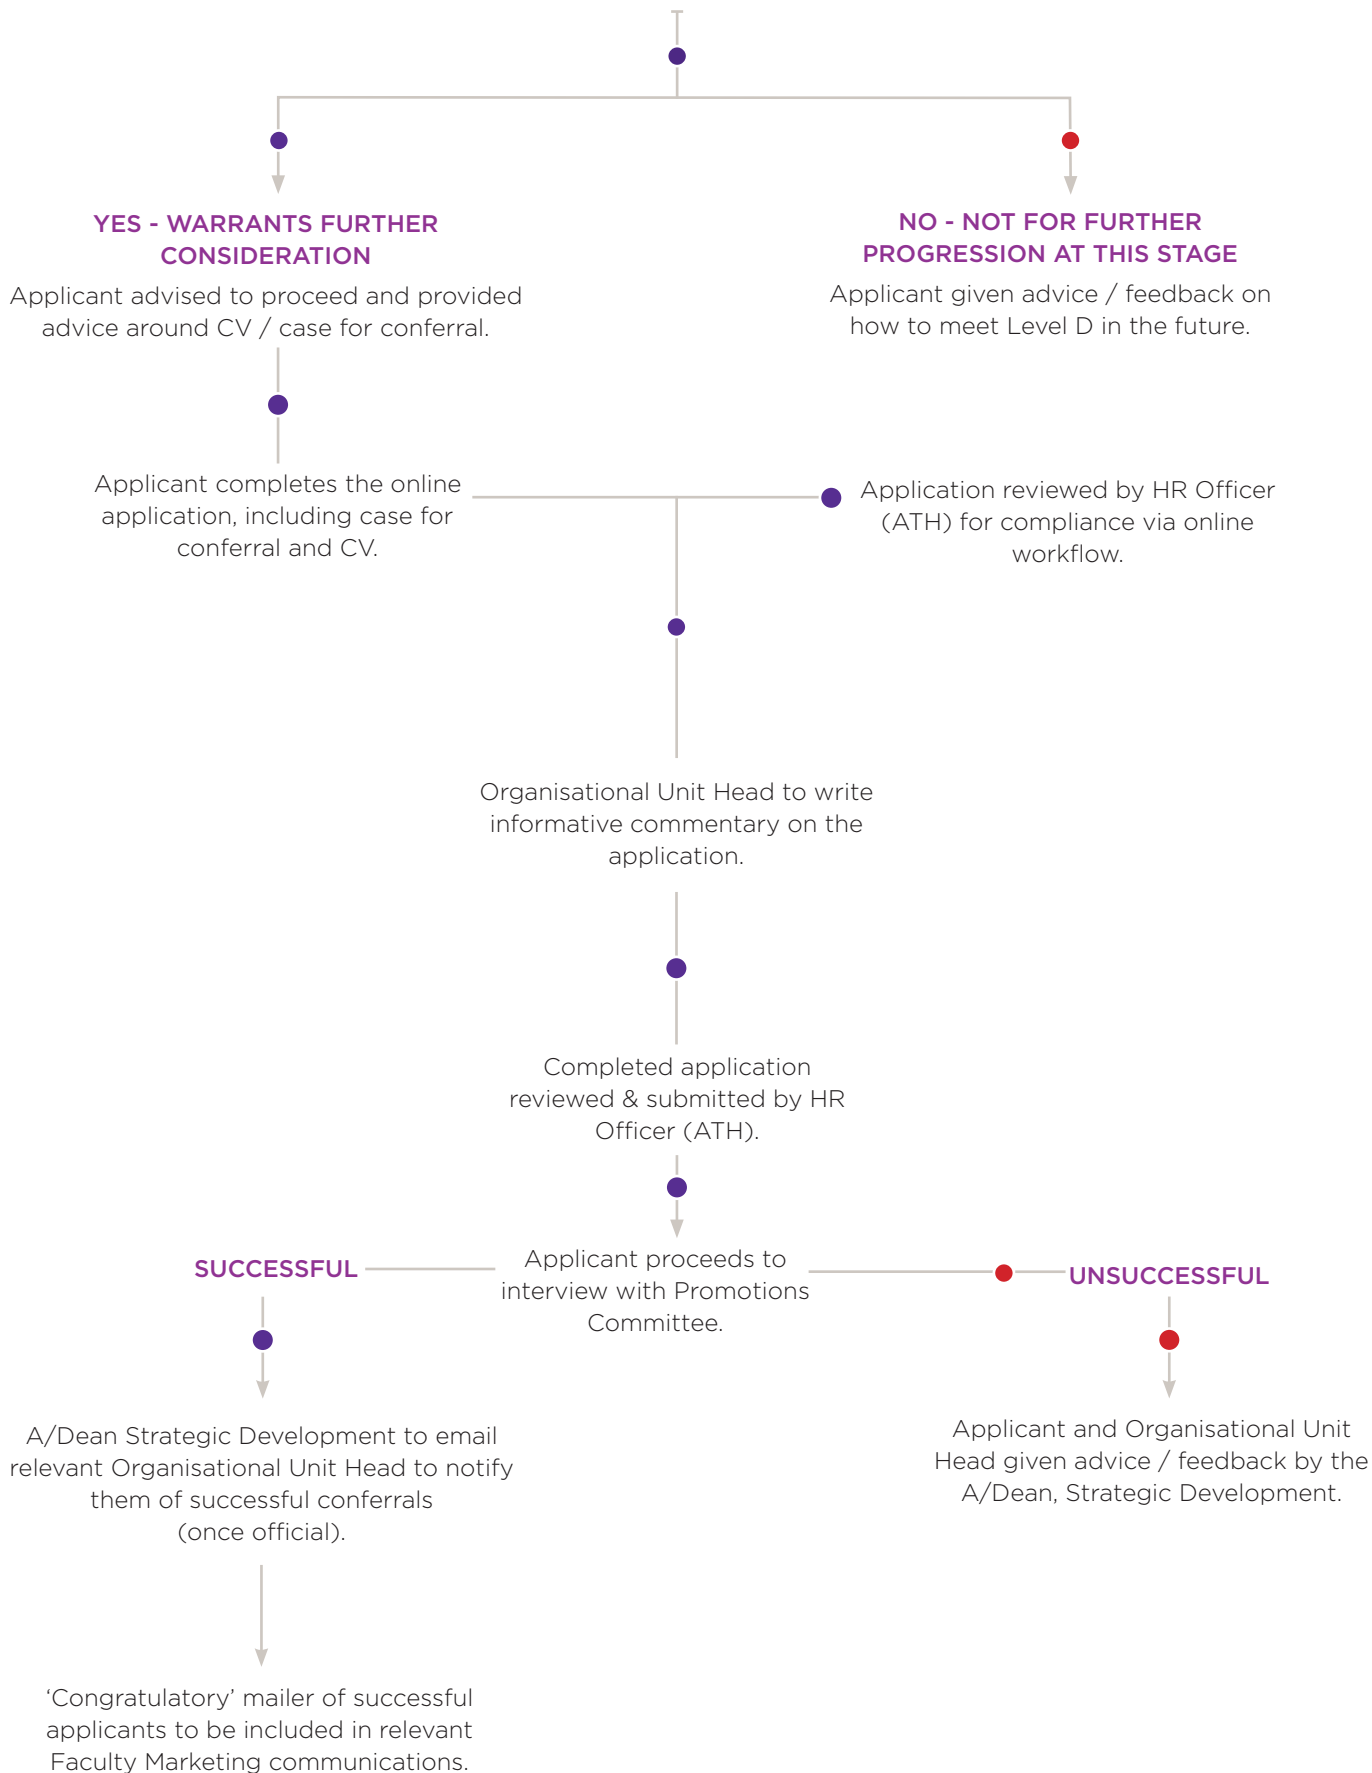 YES - WARRANTS FURTHER
CONSIDERATION
Applicant advised to proceed and provided
advice around CV / case for conferral.
NO - NOT FOR FURTHER
PROGRESSION AT THIS STAGE
Applicant given advice / feedback on
how to meet Level D in the future.
Applicant completes the online
application, including case for
conferral and CV.
Application reviewed by HR Officer
(ATH) for compliance via online
workflow.
Organisational Unit Head to write
informative commentary on the
application.
Completed application
reviewed & submitted by HR
Officer (ATH).
Applicant proceeds to
interview with Promotions
Committee.
SUCCESSFUL
UNSUCCESSFUL
A/Dean Strategic Development to email
relevant Organisational Unit Head to notify
them of successful conferrals
(once official).
Applicant and Organisational Unit
Head given advice / feedback by the
A/Dean, Strategic Development.
‘Congratulatory’ mailer of successful
applicants to be included in relevant
Faculty Marketing communications.